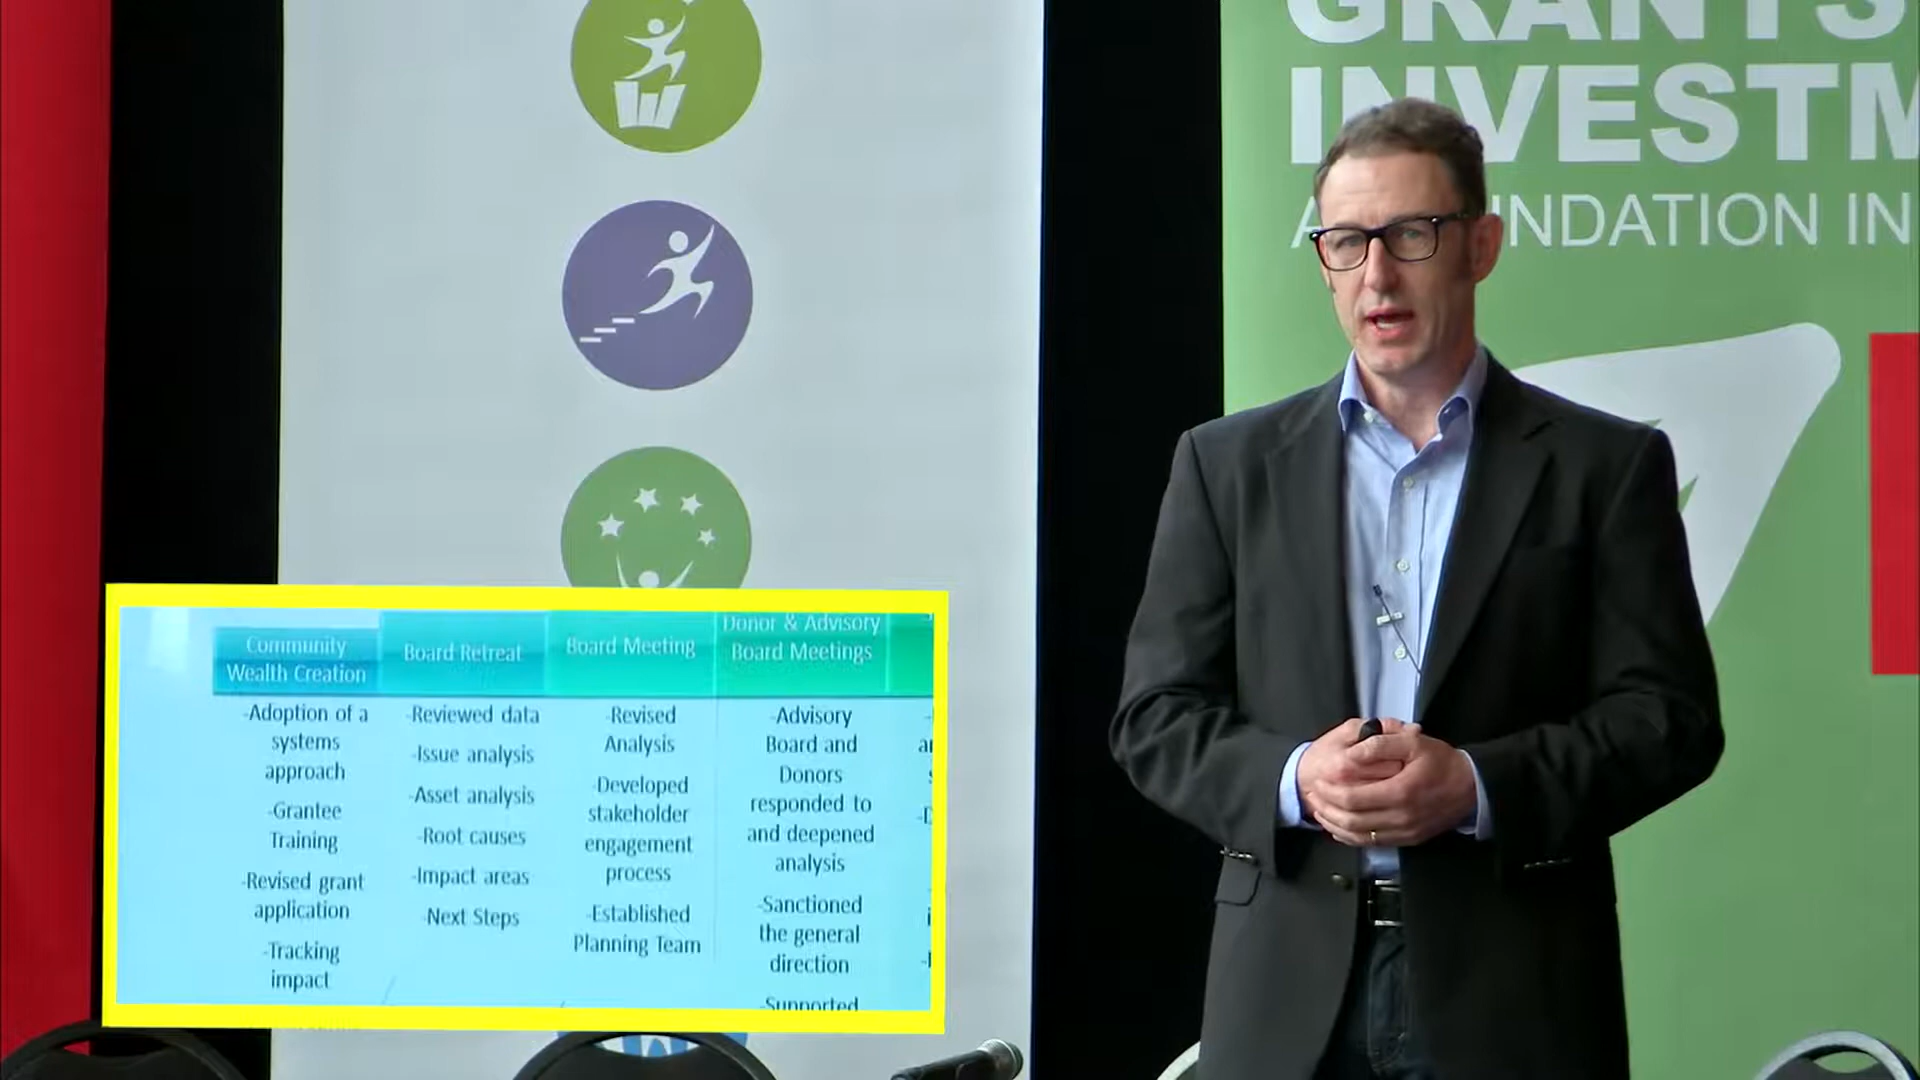 GRANTS
INVESTM
INDATION IN
Community
Wealth Creation
-Adoption of a
systems
approach
-Grantee
Training
-Revised grant
application
-Tracking
impact
Board Retreat
-Reviewed data
-Issue analysis
-Asset analysis
-Root causes
-Impact areas
-Next Steps
Board Meeting
-Revised
Analysis
-Developed
stakeholder
engagement
process
-Established
Planning Team
Donor & Advisory
Board Meetings
-Advisory
Board and
Donors
responded to
and deepened
analysis
-Sanctioned
the general
direction
-Supported